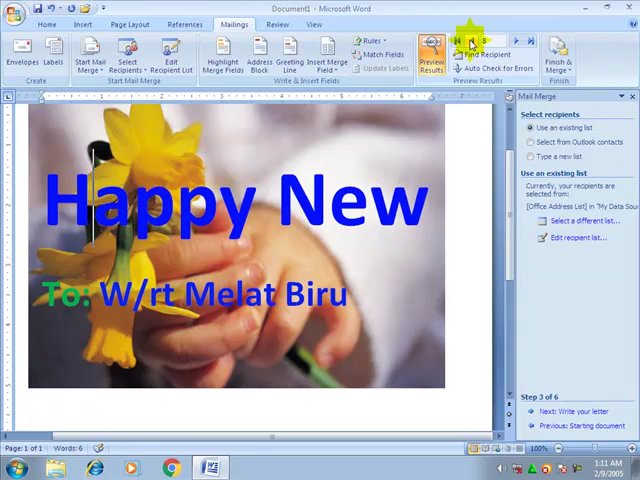 Document1 - Microsoft Word
Home Insert Page Layout References Mailings Review View
Envelopes Labels
Create
Start Mail Merge Select Recipients Edit Recipient List
Start Mail Merge
Highlight Merge Fields Address Block Greeting Line Insert Merge Field
Rules
Match Fields
Update Labels
Write & Insert Fields
Preview Results
8
Find Recipient
Auto Check for Errors
Preview Results
Finish & Merge
Finish
Happy New
To: W/rt Melat Biru
Mail Merge
Select recipients
Use an existing list
Select from Outlook contacts
Type a new list
Use an existing list
Currently, your recipients are selected from:
[Office Address List] in "My Data Sour
Select a different list...
Edit recipient list...
Step 3 of 6
Next: Write your letter
Previous: Starting document
Page: 1 of 1 Words: 6
100%
1:11 AM
2/9/2005